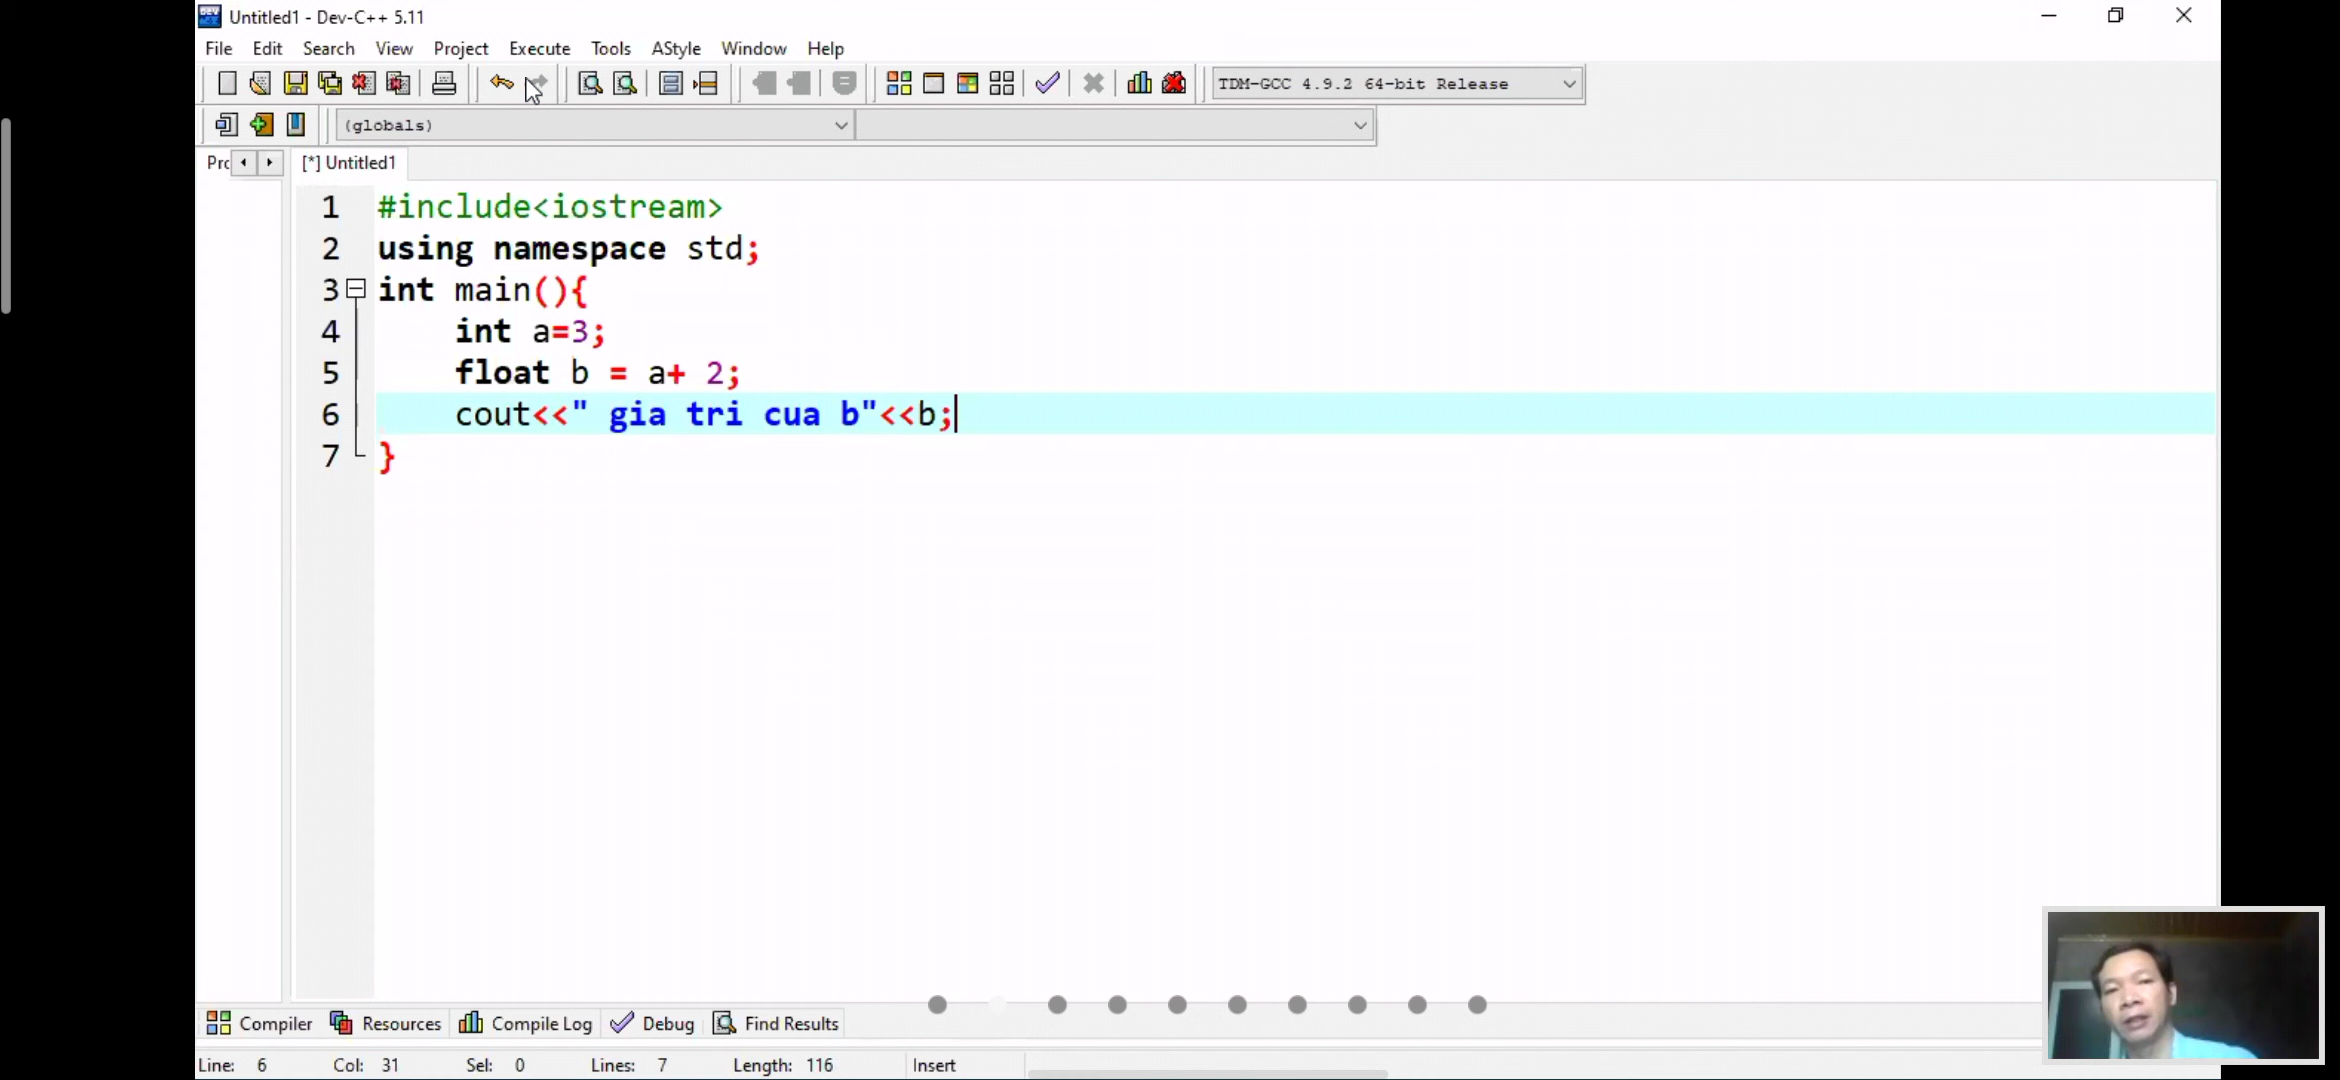 Untitled1 - Dev-C++ 5.11
File Edit Search View Project Execute Tools AStyle Window Help
TDM-GCC 4.9.2 64-bit Release
(globals)
Prc
[*] Untitled1
1 #include<iostream>
2 using namespace std;
3 int main(){
4 int a=3;
5 float b = a+ 2;
6 cout<<" gia tri cua b"<<b;
7 }
Compiler Resources Compile Log Debug Find Results
Line: 6 Col: 31 Sel: 0 Lines: 7 Length: 116 Insert